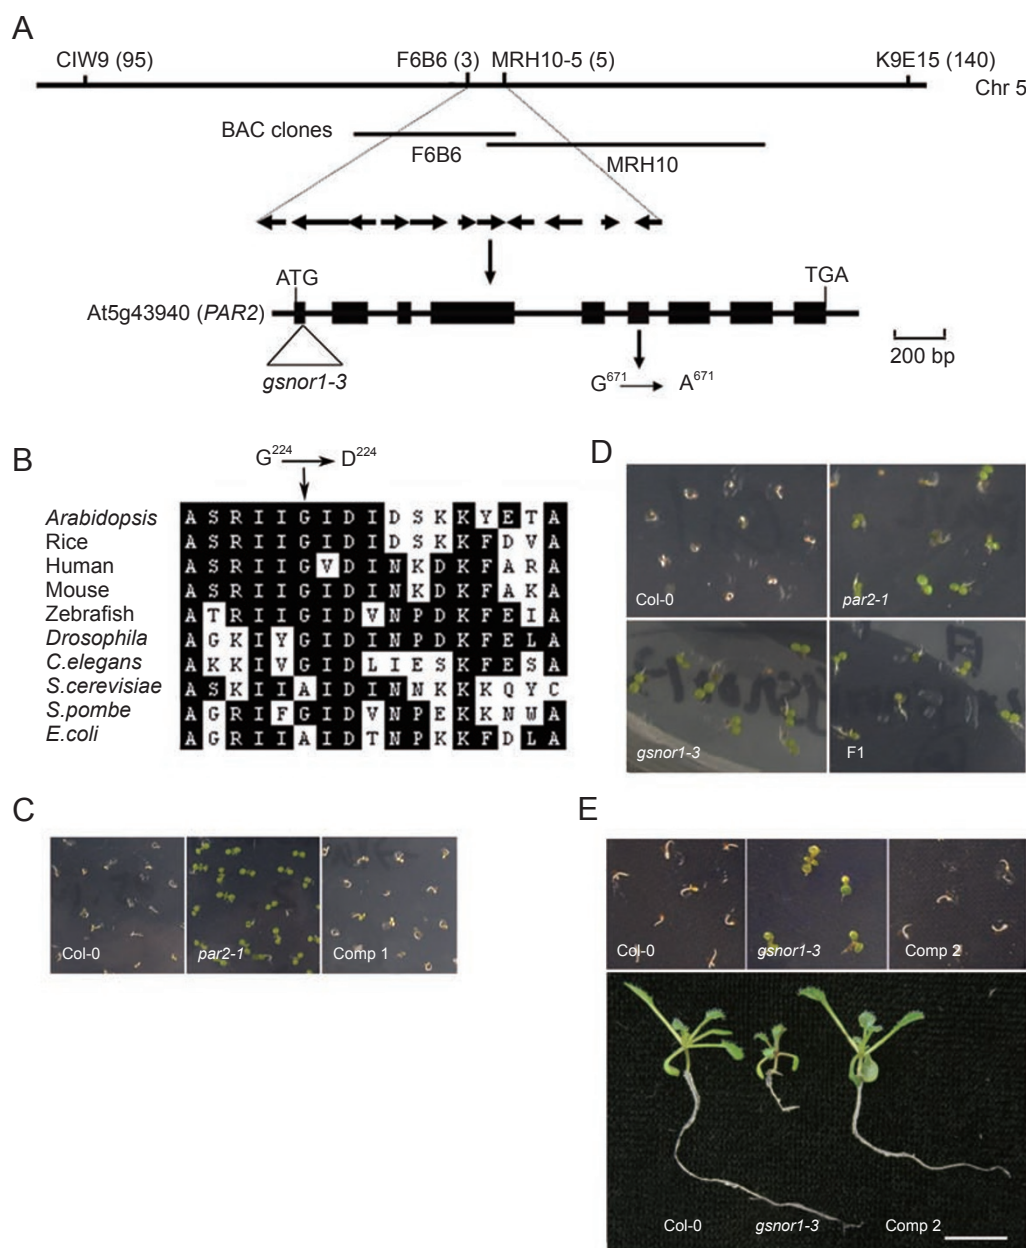 A
CIW9 (95) F6B6 (3) MRH10-5 (5) K9E15 (140)
Chr 5
BAC clones
F6B6
MRH10
ATG TGA
At5g43940 (PAR2)
200 bp
gsnor1-3
G671 A671
B
G224 D224
Arabidopsis A S R I I G I D I D S K K Y E T A
Rice A S R I I G I D I D S K K F D V A
Human A S R I I G V D I N K D K F A R A
Mouse A S R I I G I D I N K D K F A K A
Zebrafish A T R I I G I D V N P D K F E I A
Drosophila A G K I Y G I D I N P D K F E L A
C.elegans A K K I V G I D L I E S K F E S A
S.cerevisiae A S K I I A I D I N N K K K Q Y C
S.pombe A G R I F G I D V N P E K K N W A
E.coli A G R I I A I D T N P K K F D L A
C
Col-0 par2-1 Comp 1
D
Col-0 par2-1
gsnor1-3 F1
E
Col-0 gsnor1-3 Comp 2
Col-0 gsnor1-3 Comp 2